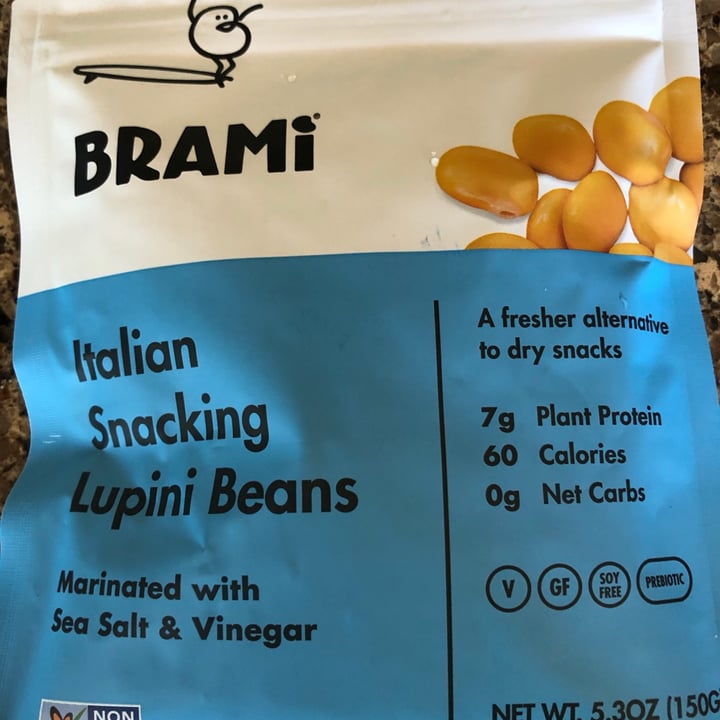 BRAMi
Italian
Snacking
Lupini Beans
Marinated with
Sea Salt & Vinegar
A fresher alternative
to dry snacks
7g Plant Protein
60 Calories
0g Net Carbs
V GF SOY FREE PREBIOTIC
NON
NET WT. 5.3OZ (150G